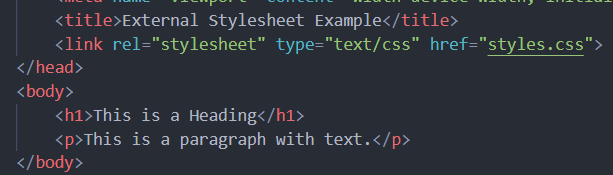 <title>External Stylesheet Example</title>
<link rel="stylesheet" type="text/css" href="styles.css">
</head>
<body>
<h1>This is a Heading</h1>
<p>This is a paragraph with text.</p>
</body>